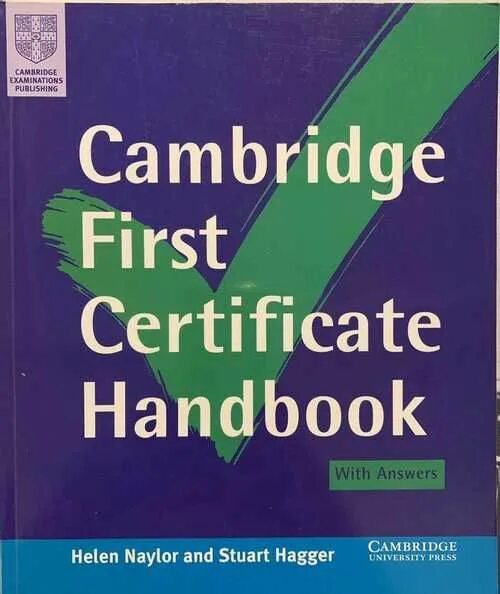 CAMBRIDGE
EXAMINATIONS
PUBLISHING
Cambridge
First
Certificate
Handbook
With Answers
Helen Naylor and Stuart Hagger
CAMBRIDGE
UNIVERSITY PRESS